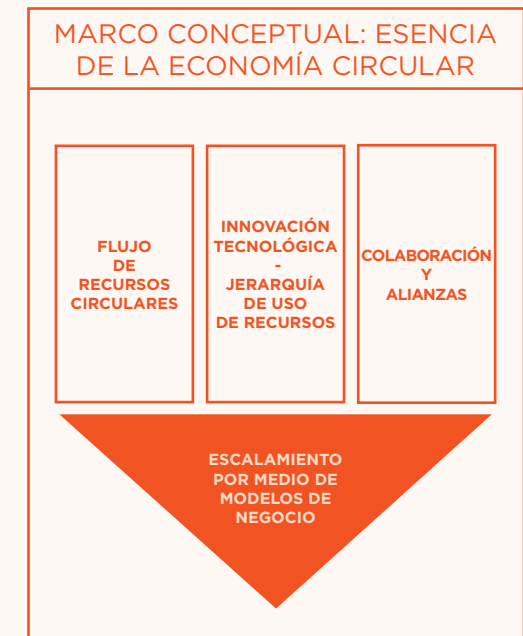 MARCO CONCEPTUAL: ESENCIA
DE LA ECONOMÍA CIRCULAR
FLUJO
DE
RECURSOS
CIRCULARES
INNOVACIÓN
TECNOLÓGICA
-
JERARQUÍA
DE USO
DE RECURSOS
COLABORACIÓN
Y
ALIANZAS
ESCALAMIENTO
POR MEDIO DE
MODELOS DE
NEGOCIO